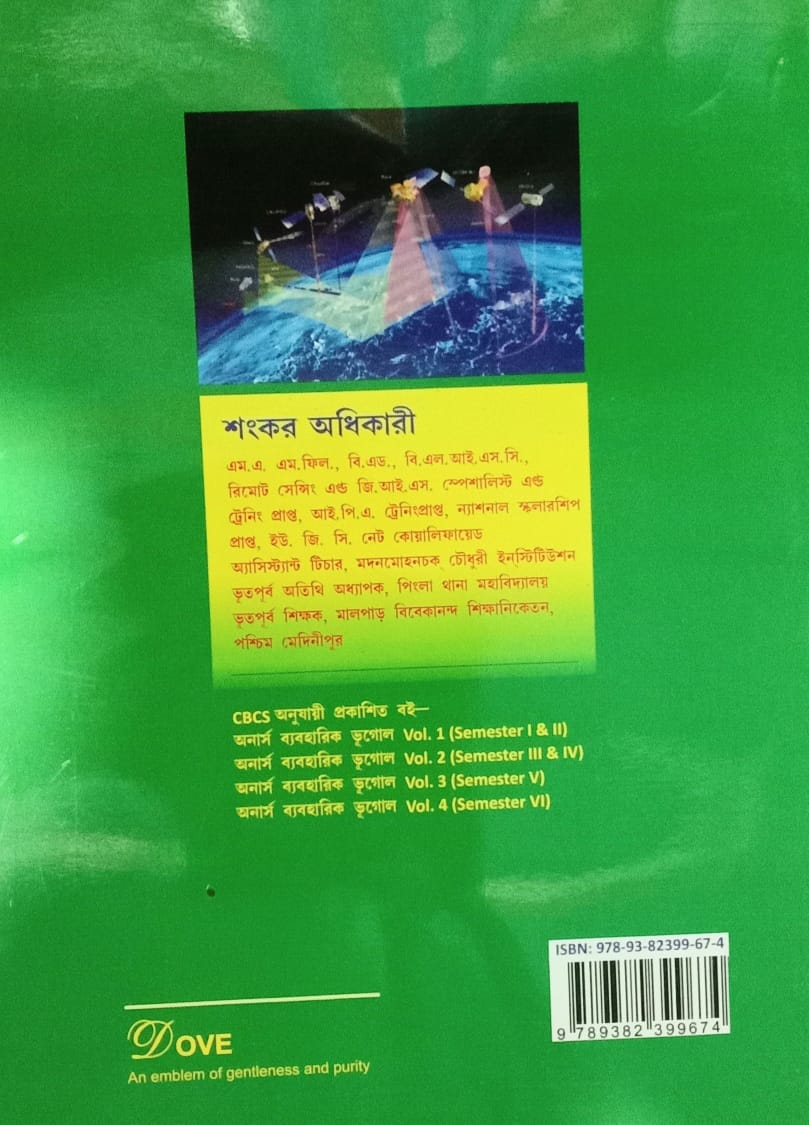 শংকর অধিকারী
এম.এ. এম.ফিল., বি.এড., বি.এল.আই.এস.সি.,
রিমোট সেন্সিং এণ্ড জি.আই.এস. স্পেশালিস্ট এণ্ড
ট্রেনিং প্রাপ্ত, আই.পি.এ. ট্রেনিংপ্রাপ্ত, ন্যাশনাল স্কলারশিপ
প্রাপ্ত, ইউ. জি. সি. নেট কোয়ালিফায়েড
অ্যাসিস্ট্যান্ট টিচার, মদনমোহনচক্ চৌধুরী ইনস্টিটিউশন
ভূতপূর্ব অতিথি অধ্যাপক, পিংলা থানা মহাবিদ্যালয়
ভূতপূর্ব শিক্ষক, মালপাড় বিবেকানন্দ শিক্ষানিকেতন,
পশ্চিম মেদিনীপুর
CBCS অনুযায়ী প্রকাশিত বই—
অনার্স ব্যবহারিক ভূগোল Vol. 1 (Semester I & II)
অনার্স ব্যবহারিক ভূগোল Vol. 2 (Semester III & IV)
অনার্স ব্যবহারিক ভূগোল Vol. 3 (Semester V)
অনার্স ব্যবহারিক ভূগোল Vol. 4 (Semester VI)
ISBN: 978-93-82399-67-4
9 789382 399674
DOVE
An emblem of gentleness and purity